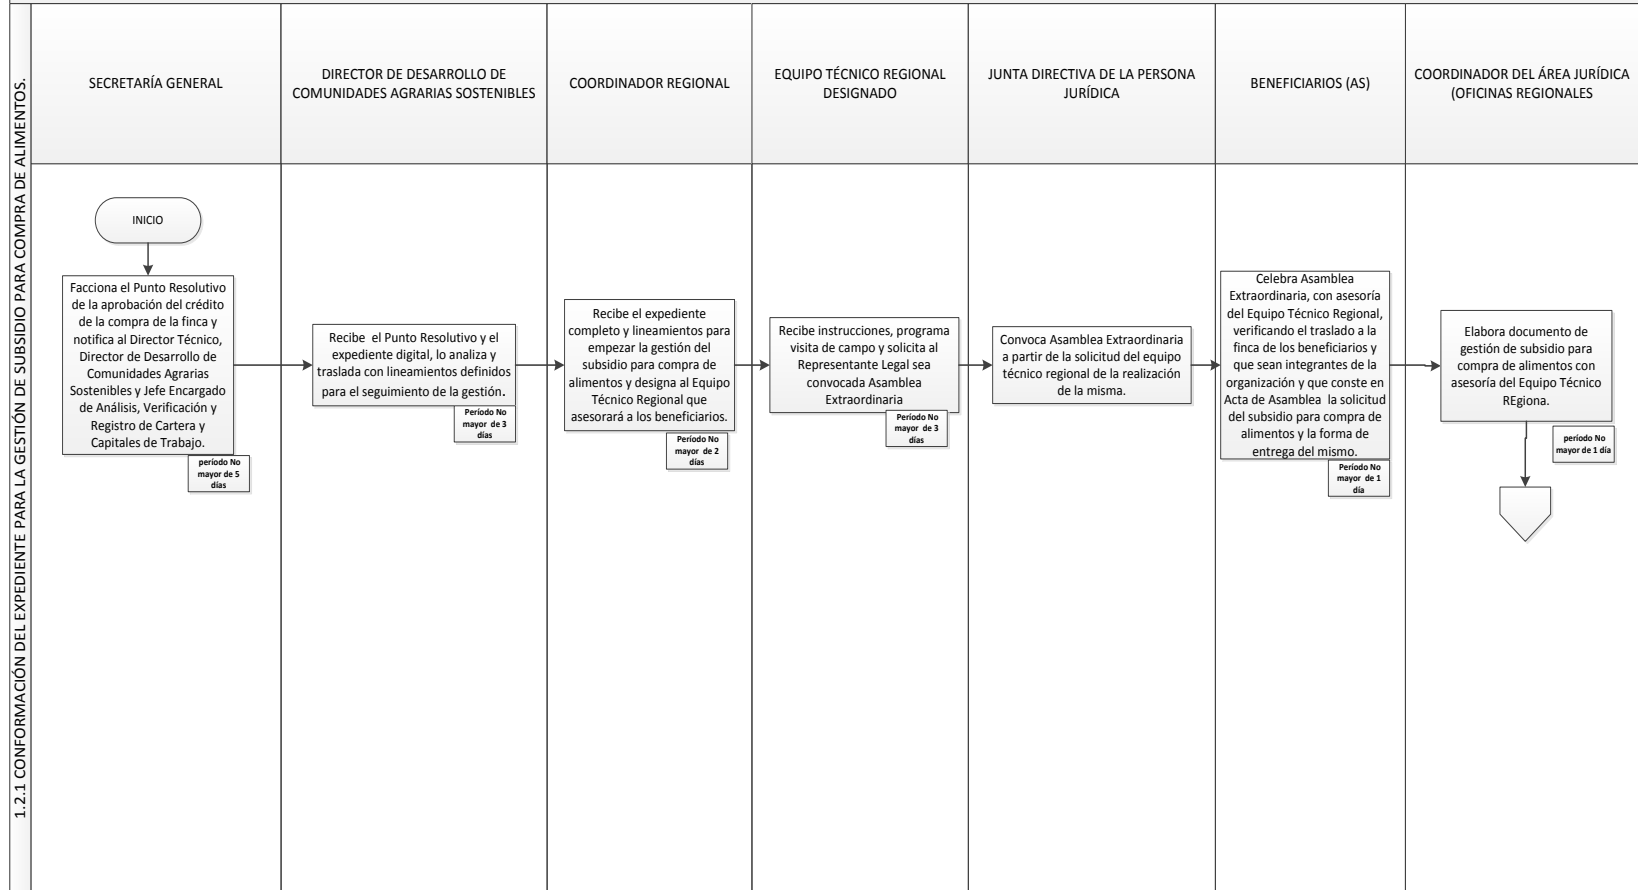 1.2.1 CONFORMACIÓN DEL EXPEDIENTE PARA LA GESTIÓN DE SUBSIDIO PARA COMPRA DE ALIMENTOS.
SECRETARÍA GENERAL
DIRECTOR DE DESARROLLO DE
COMUNIDADES AGRARIAS SOSTENIBLES
COORDINADOR REGIONAL
EQUIPO TÉCNICO REGIONAL
DESIGNADO
JUNTA DIRECTIVA DE LA PERSONA
JURÍDICA
BENEFICIARIOS (AS)
COORDINADOR DEL ÁREA JURÍDICA
(OFICINAS REGIONALES
INICIO
Facciona el Punto Resolutivo
de la aprobación del crédito
de la compra de la finca y
notifica al Director Técnico,
Director de Desarrollo de
Comunidades Agrarias
Sostenibles y Jefe Encargado
de Análisis, Verificación y
Registro de Cartera y
Capitales de Trabajo.
período No
mayor de 5
días
Recibe el Punto Resolutivo y el
expediente digital, lo analiza y
traslada con lineamientos definidos
para el seguimiento de la gestión.
Período No
mayor de 3
días
Recibe el expediente
completo y lineamientos para
empezar la gestión del
subsidio para compra de
alimentos y designa al Equipo
Técnico Regional que
asesorará a los beneficiarios.
Período No
mayor de 2
días
Recibe instrucciones, programa
visita de campo y solicita al
Representante Legal sea
convocada Asamblea
Extraordinaria
Período No
mayor de 3
días
Convoca Asamblea Extraordinaria
a partir de la solicitud del equipo
técnico regional de la realización
de la misma.
Celebra Asamblea
Extraordinaria, con asesoría
del Equipo Técnico Regional,
verificando el traslado a la
finca de los beneficiarios y
que sean integrantes de la
organización y que conste en
Acta de Asamblea la solicitud
del subsidio para compra de
alimentos y la forma de
entrega del mismo.
Período No
mayor de 1
día
Elabora documento de
gestión de subsidio para
compra de alimentos con
asesoría del Equipo Técnico
REgiona.
período No
mayor de 1 día